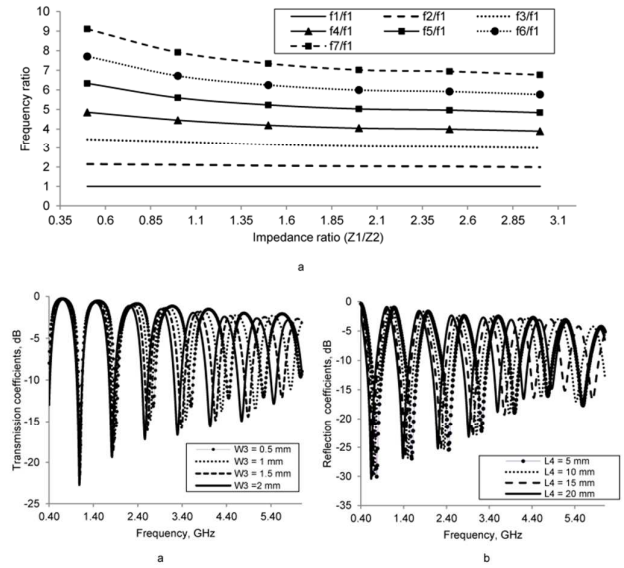 f1/f1 f2/f1 f3/f1
f4/f1 f5/f1 f6/f1
f7/f1
Frequency ratio
10
9
8
7
6
5
4
3
2
1
0
0.35 0.6 0.85 1.1 1.35 1.6 1.85 2.1 2.35 2.6 2.85 3.1
Impedance ratio (Z1/Z2)
a
Transmission coefficients, dB
0
-5
-10
-15
-20
-25
W3 = 0.5 mm
W3 = 1 mm
W3 = 1.5 mm
W3 =2 mm
0.40 1.40 2.40 3.40 4.40 5.40
Frequency, GHz
a
Reflection coefficients, dB
0
-5
-10
-15
-20
-25
-30
-35
L4 = 5 mm
L4 = 10 mm
L4 = 15 mm
L4 = 20 mm
0.40 1.40 2.40 3.40 4.40 5.40
Frequency, GHz
b